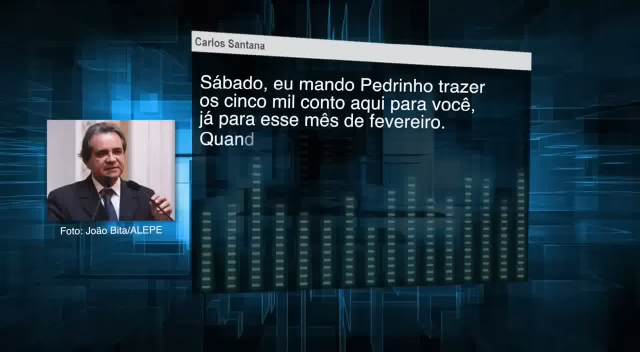 Carlos Santana
Sábado, eu mando Pedrinho trazer
os cinco mil conto aqui para você,
já para esse mês de fevereiro.
Quand
Foto: João Bita/ALEPE